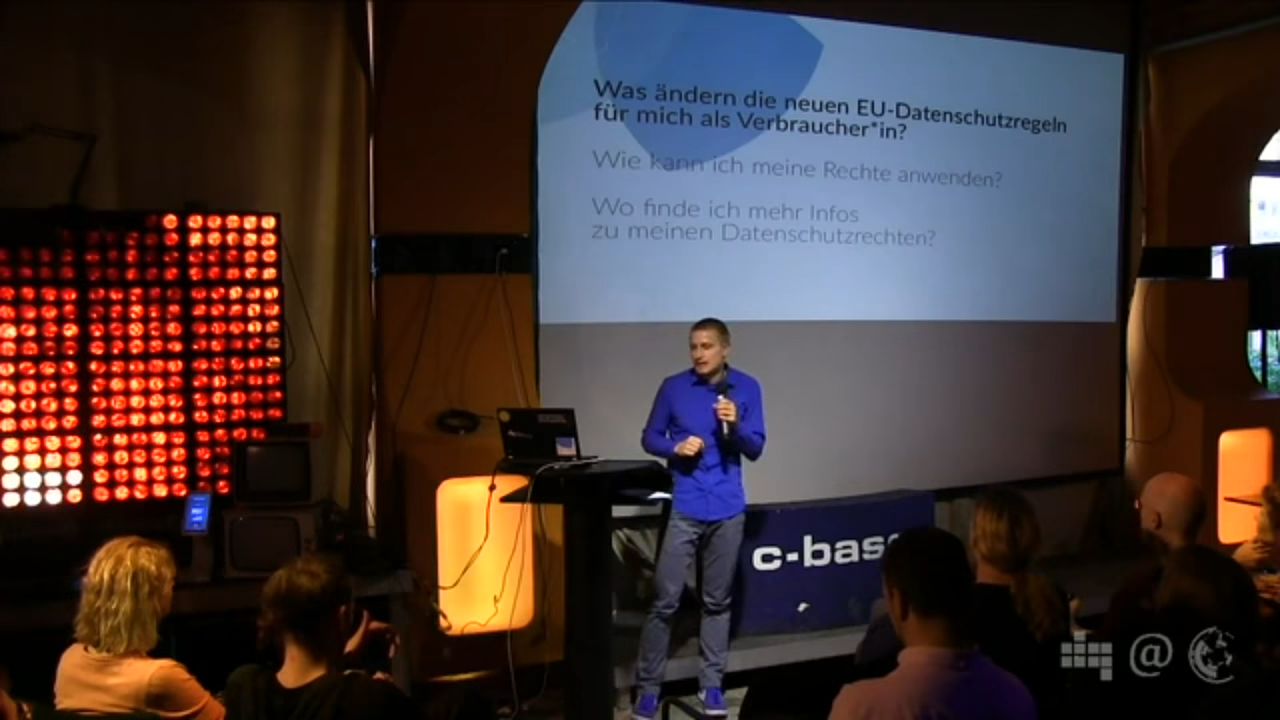 Was ändern die neuen EU-Datenschutzregeln
für mich als Verbraucher*in?
Wie kann ich meine Rechte anwenden?
Wo finde ich mehr Infos
zu meinen Datenschutzrechten?
c-bas
@